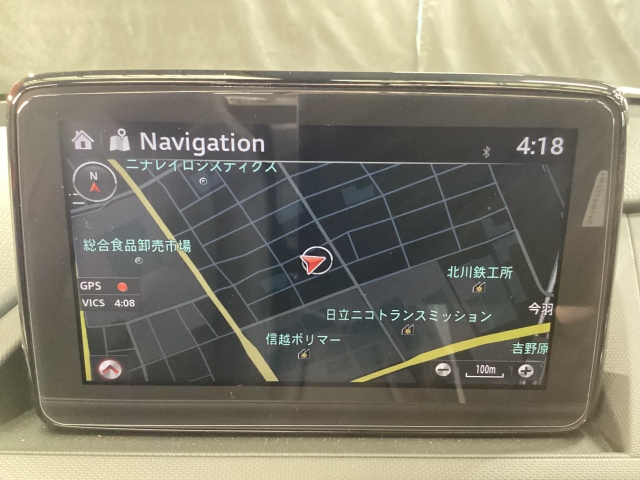 Navigation
4:18
N
ニチレイロジスティクス
総合食品卸売市場
GPS
VICS 4:08
北川鉄工所
今羽
日立ニコトランスミッション
信越ポリマー
吉野原
100m